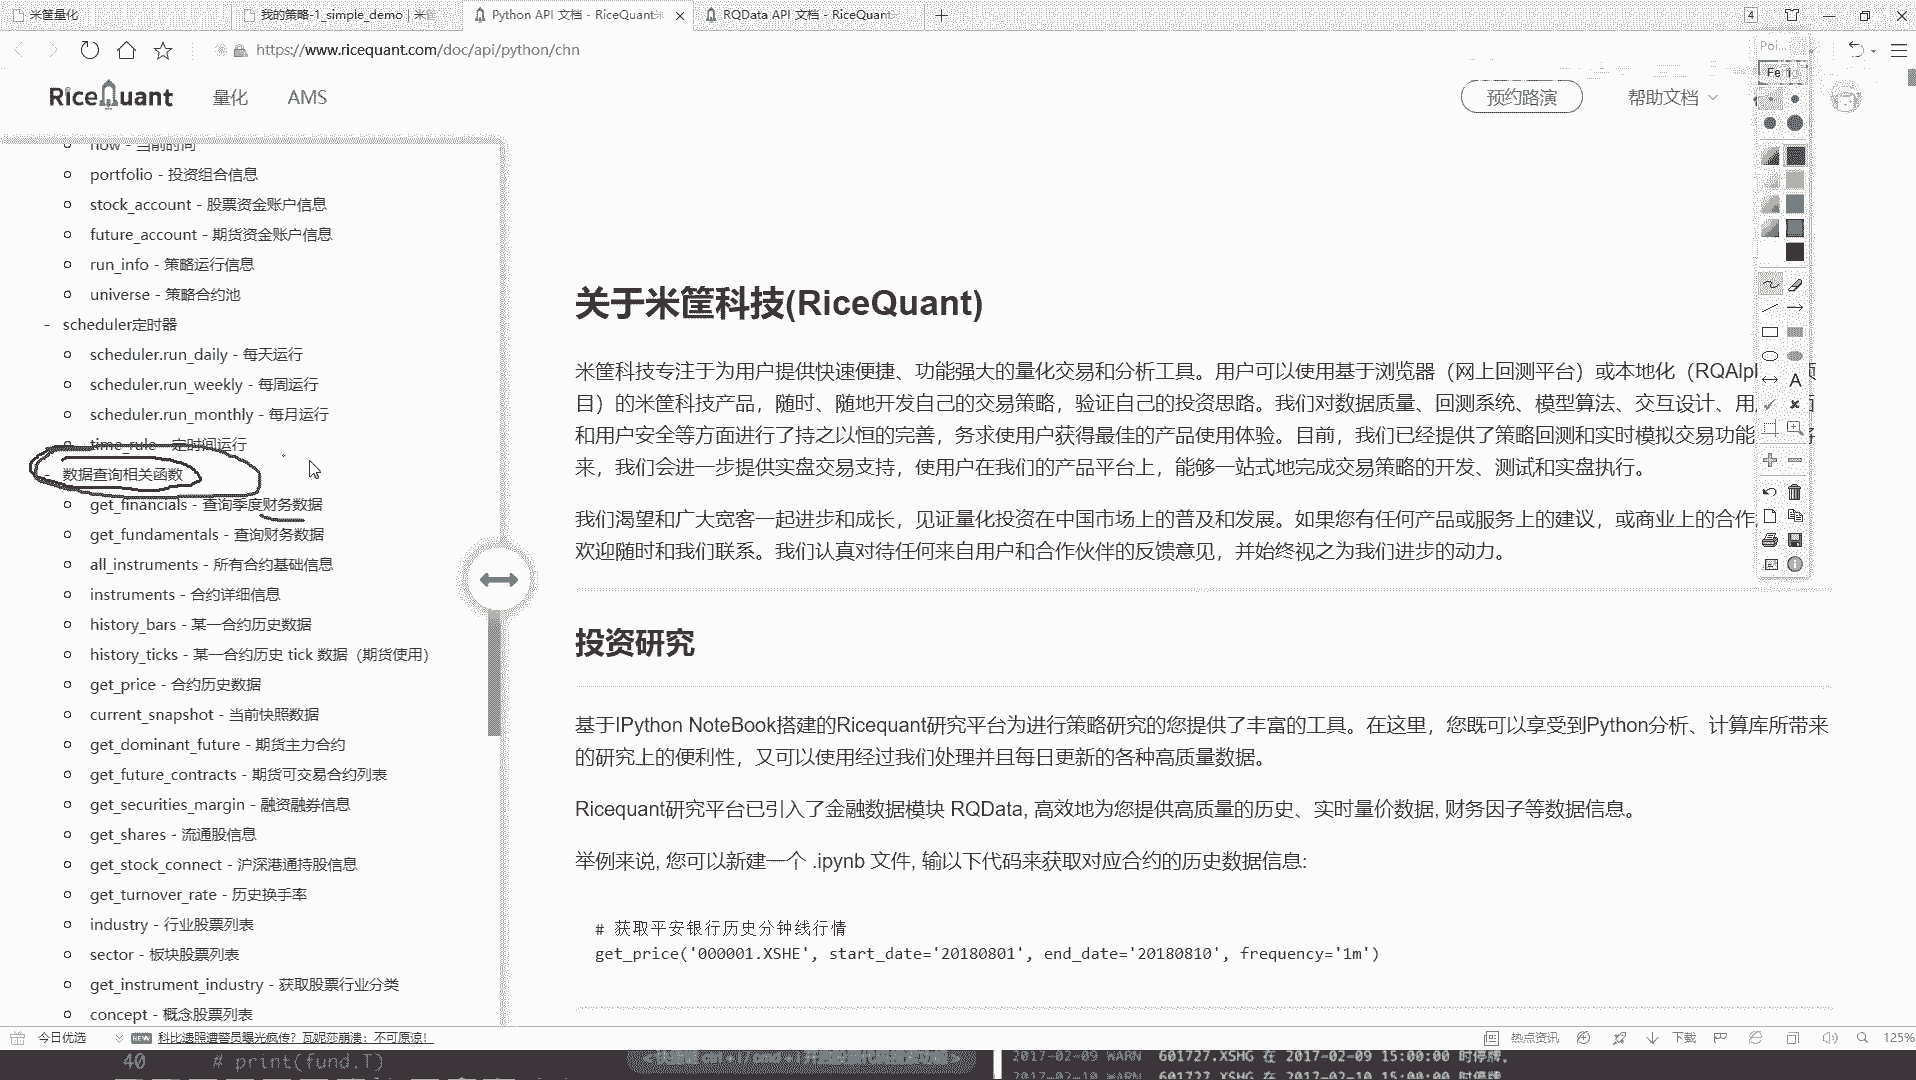 米筐量化
我的策略-1_simple_demo | 米筐
Python API 文档 - RiceQuant米
RQData API 文档 - RiceQuant
4
https://www.ricequant.com/doc/api/python/chn
Poi...
RiceQuant
量化
AMS
预约路演
帮助文档
now - 当前时间
portfolio - 投资组合信息
stock_account - 股票资金账户信息
future_account - 期货资金账户信息
run_info - 策略运行信息
universe - 策略合约池
- scheduler定时器
scheduler.run_daily - 每天运行
scheduler.run_weekly - 每周运行
scheduler.run_monthly - 每月运行
time_rule - 定时间运行
数据查询相关函数
get_financials - 查询季度财务数据
get_fundamentals - 查询财务数据
all_instruments - 所有合约基础信息
instruments - 合约详细信息
history_bars - 某一合约历史数据
history_ticks - 某一合约历史 tick 数据（期货使用）
get_price - 合约历史数据
current_snapshot - 当前快照数据
get_dominant_future - 期货主力合约
get_future_contracts - 期货可交易合约列表
get_securities_margin - 融资融券信息
get_shares - 流通股信息
get_stock_connect - 沪深港通持股信息
get_turnover_rate - 历史换手率
industry - 行业股票列表
sector - 板块股票列表
get_instrument_industry - 获取股票行业分类
concept - 概念股票列表
关于米筐科技(RiceQuant)
米筐科技专注于为用户提供快速便捷、功能强大的量化交易和分析工具。用户可以使用基于浏览器（网上回测平台）或本地化（RQAlp 项
目）的米筐科技产品，随时、随地开发自己的交易策略，验证自己的投资思路。我们对数据质量、回测系统、模型算法、交互设计、用
和用户安全等方面进行了持之以恒的完善，务求使用户获得最佳的产品使用体验。目前，我们已经提供了策略回测和实时模拟交易功能
来，我们会进一步提供实盘交易支持，使用户在我们的产品平台上，能够一站式地完成交易策略的开发、测试和实盘执行。
我们渴望和广大宽客一起进步和成长，见证量化投资在中国市场上的普及和发展。如果您有任何产品或服务上的建议，或商业上的合作
欢迎随时和我们联系。我们认真对待任何来自用户和合作伙伴的反馈意见，并始终视之为我们进步的动力。
投资研究
基于IPython NoteBook搭建的Ricequant研究平台为进行策略研究的您提供了丰富的工具。在这里，您既可以享受到Python分析、计算库所带来
的研究上的便利性，又可以使用经过我们处理并且每日更新的各种高质量数据。
Ricequant研究平台已引入了金融数据模块 RQData, 高效地为您提供高质量的历史、实时量价数据, 财务因子等数据信息。
举例来说, 您可以新建一个 .ipynb 文件, 输以下代码来获取对应合约的历史数据信息:
# 获取平安银行历史分钟线行情
get_price('000001.XSHE', start_date='20180801', end_date='20180810', frequency='1m')
今日优选
NEW 科比遗照遭警员曝光疯传？瓦妮莎崩溃：不可原谅！
热点资讯
下载
125%
40 # print(fund.T)
2017-02-09 WARN 601727.XSHG 在 2017-02-09 15:00:00 时停牌。
2017-02-10 WARN 601727.XSHG 在 2017-02-10 15:00:00 时停牌。